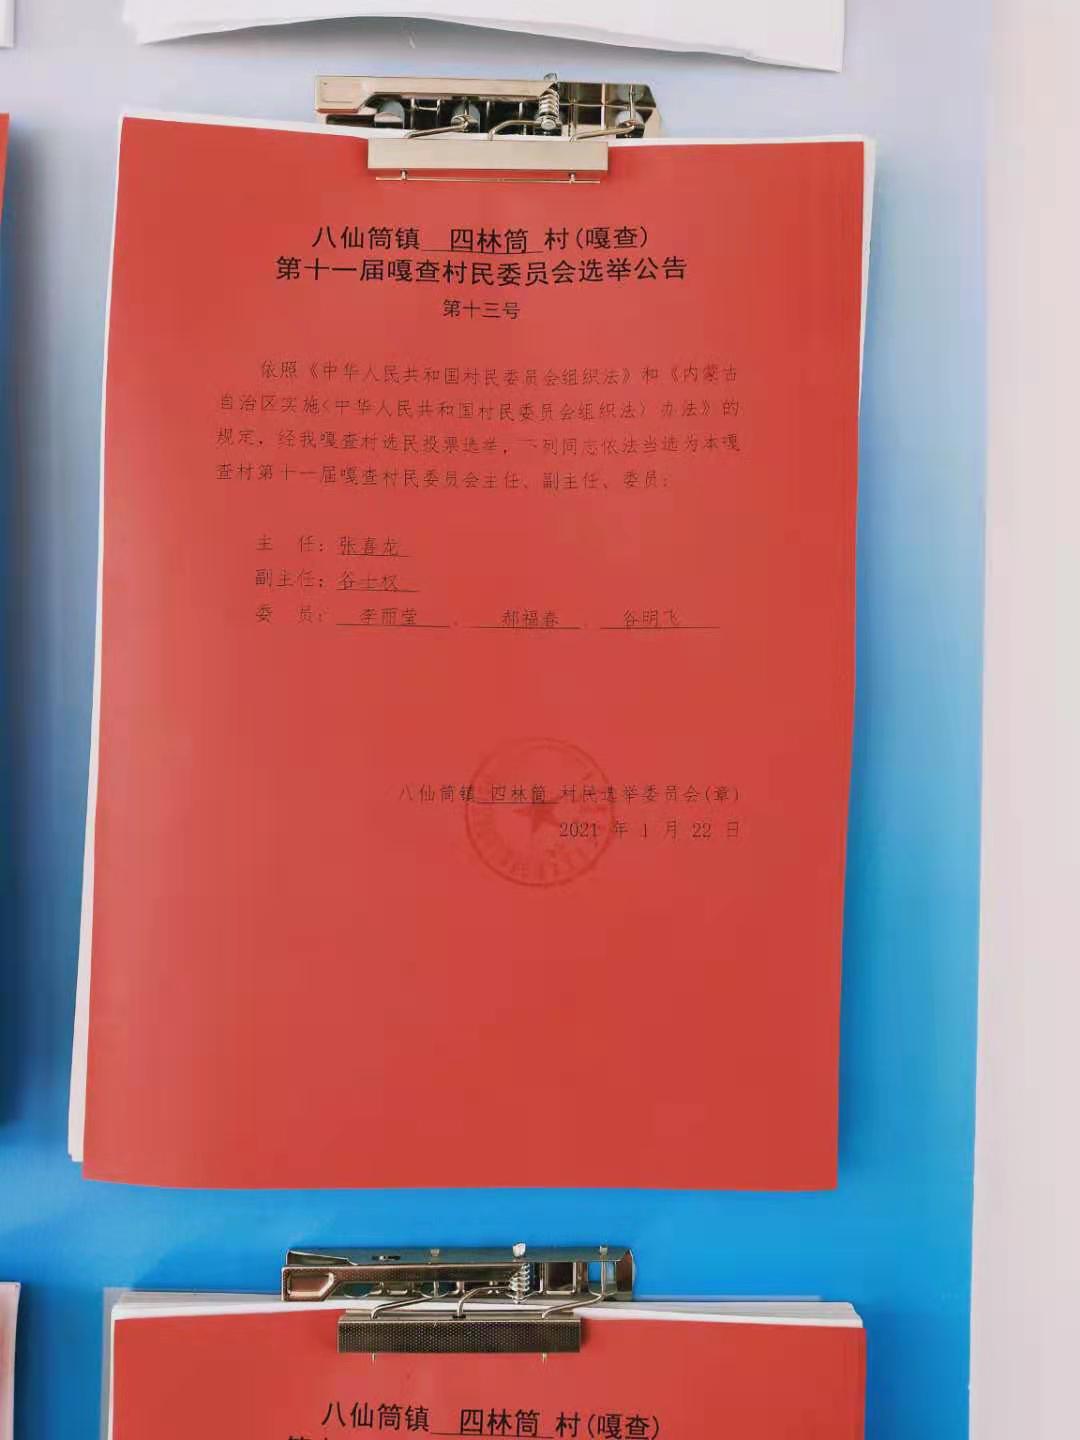 八仙筒镇 四林筒 村(嘎查)
第十一届嘎查村民委员会选举公告
第十三号
依照《中华人民共和国村民委员会组织法》和《内蒙古
自治区实施〈中华人民共和国村民委员会组织法〉办法》的
规定，经我嘎查村选民投票选举，下列同志依法当选为本嘎
查村第十一届嘎查村民委员会主任、副主任、委员：
主 任：张喜龙
副主任：谷士权
委 员：李丽莹、郝福春、谷明飞
八仙筒镇 四林筒 村民选举委员会(章)
2021 年 1 月 22 日
八仙筒镇 四林筒 村(嘎查)